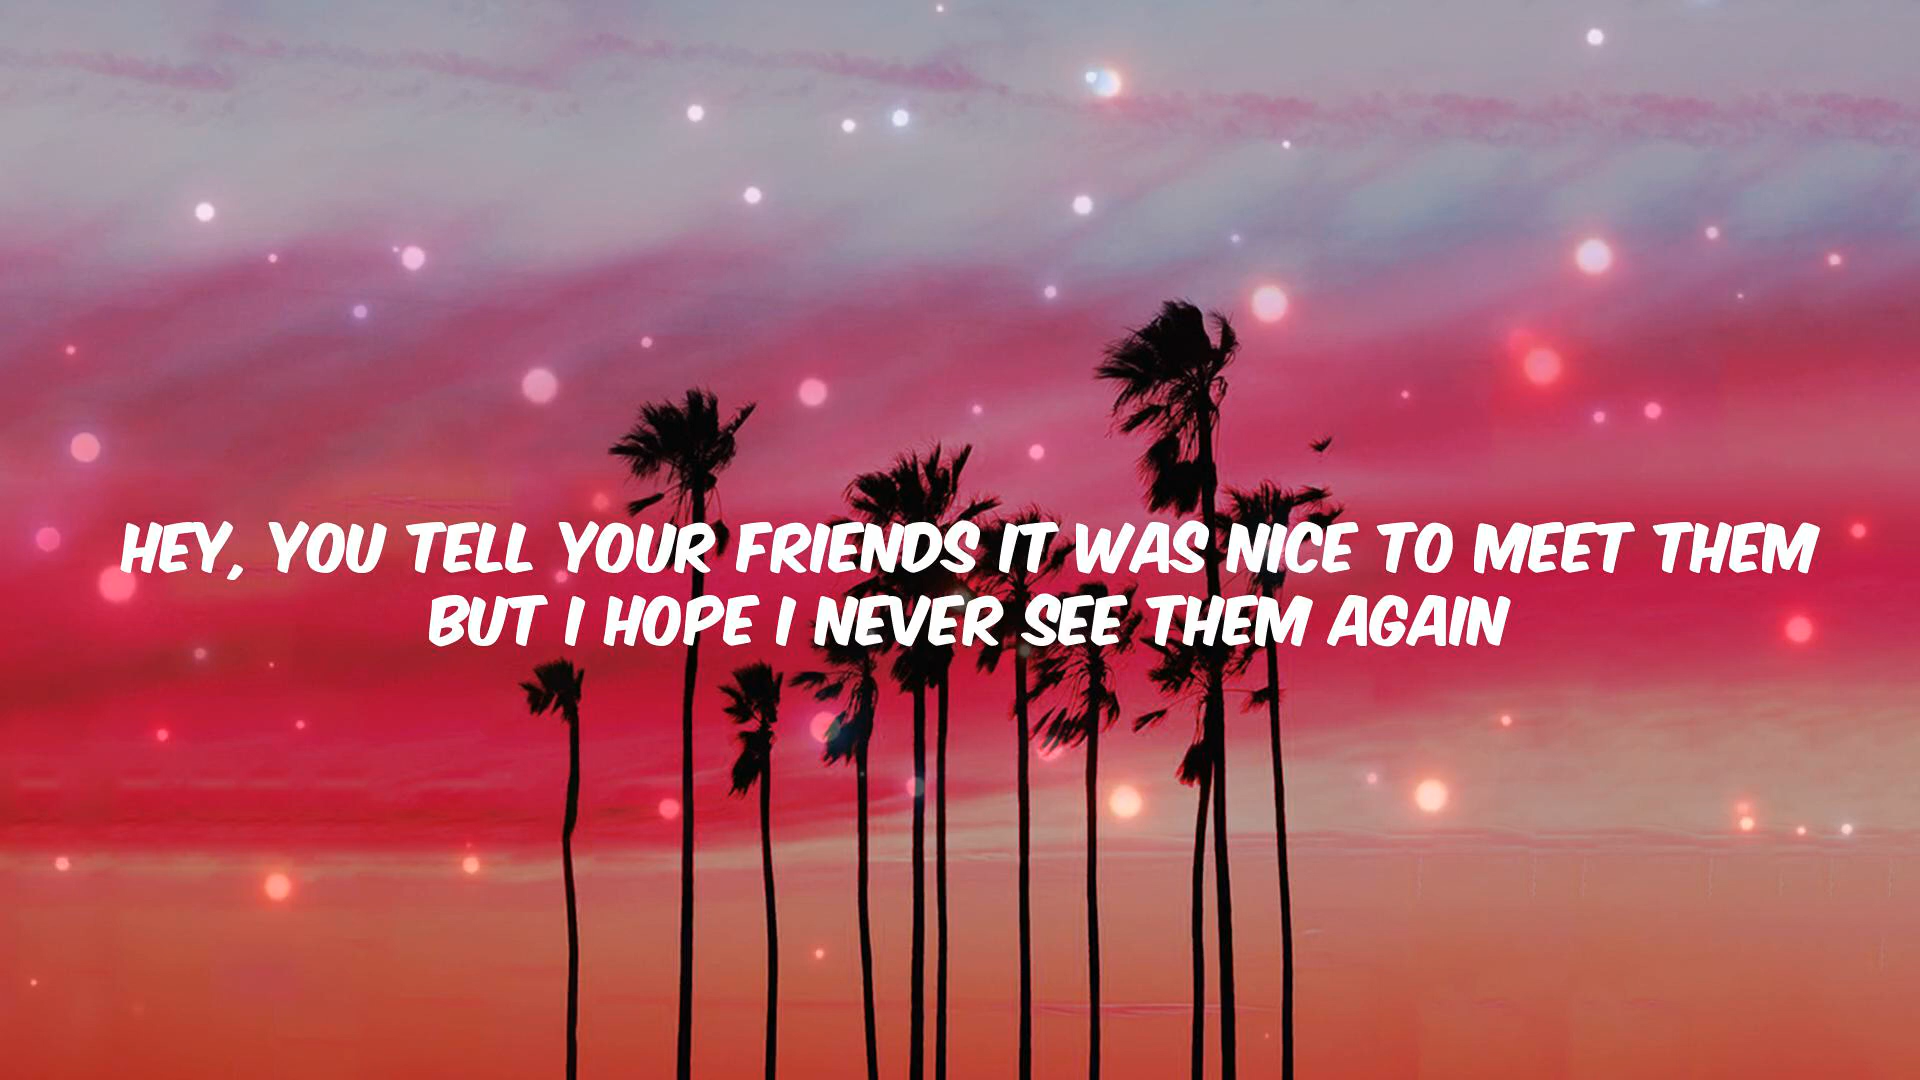 HEY, YOU TELL YOUR FRIENDS IT WAS NICE TO MEET THEM
BUT I HOPE I NEVER SEE THEM AGAIN